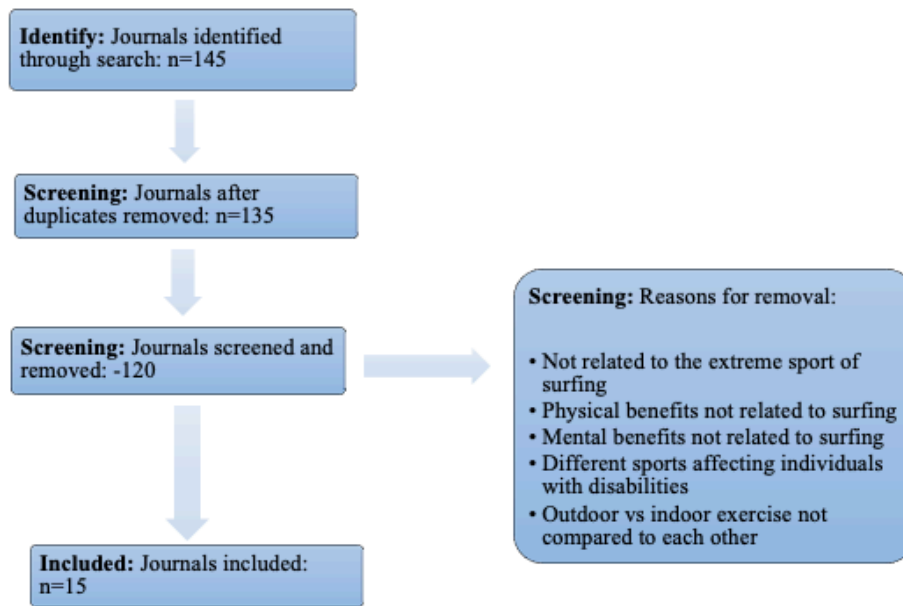 Identify: Journals identified
through search: n=145
Screening: Journals after
duplicates removed: n=135
Screening: Journals screened and
removed: -120
Screening: Reasons for removal:
• Not related to the extreme sport of
surfing
• Physical benefits not related to surfing
• Mental benefits not related to surfing
• Different sports affecting individuals
with disabilities
• Outdoor vs indoor exercise not
compared to each other
Included: Journals included:
n=15